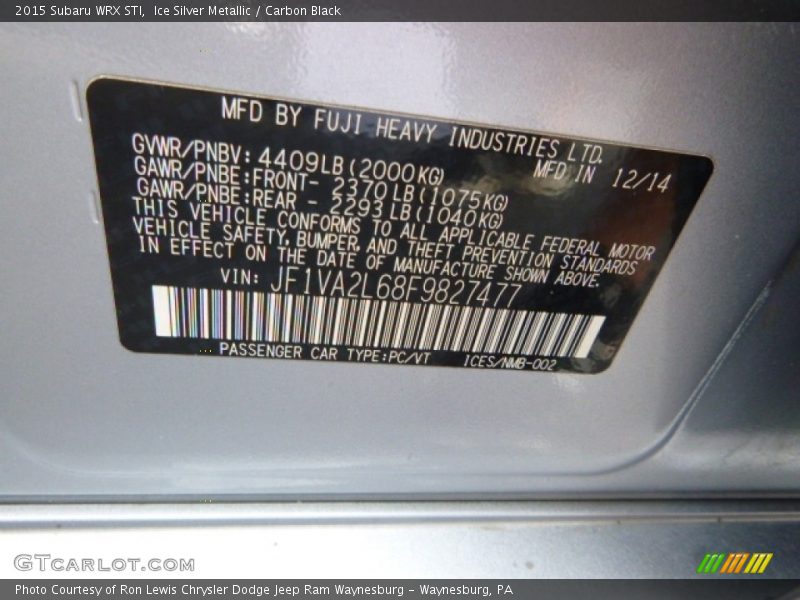 2015 Subaru WRX STI,  Ice Silver Metallic / Carbon Black
MFD BY FUJI HEAVY INDUSTRIES LTD.
GVWR/PNBV: 4409LB(2000KG)    MFD IN  12/14
GAWR/PNBE:FRONT- 2370LB(1075KG)
GAWR/PNBE:REAR - 2293LB(1040KG)
THIS VEHICLE CONFORMS TO ALL APPLICABLE FEDERAL MOTOR
VEHICLE SAFETY, BUMPER, AND THEFT PREVENTION STANDARDS
IN EFFECT ON THE DATE OF MANUFACTURE SHOWN ABOVE.
VIN: JF1VA2L68F9827477
PASSENGER CAR TYPE:PC/VT    ICES/NMB-002
GTCARLOT.COM
Photo Courtesy of Ron Lewis Chrysler Dodge Jeep Ram Waynesburg - Waynesburg, PA